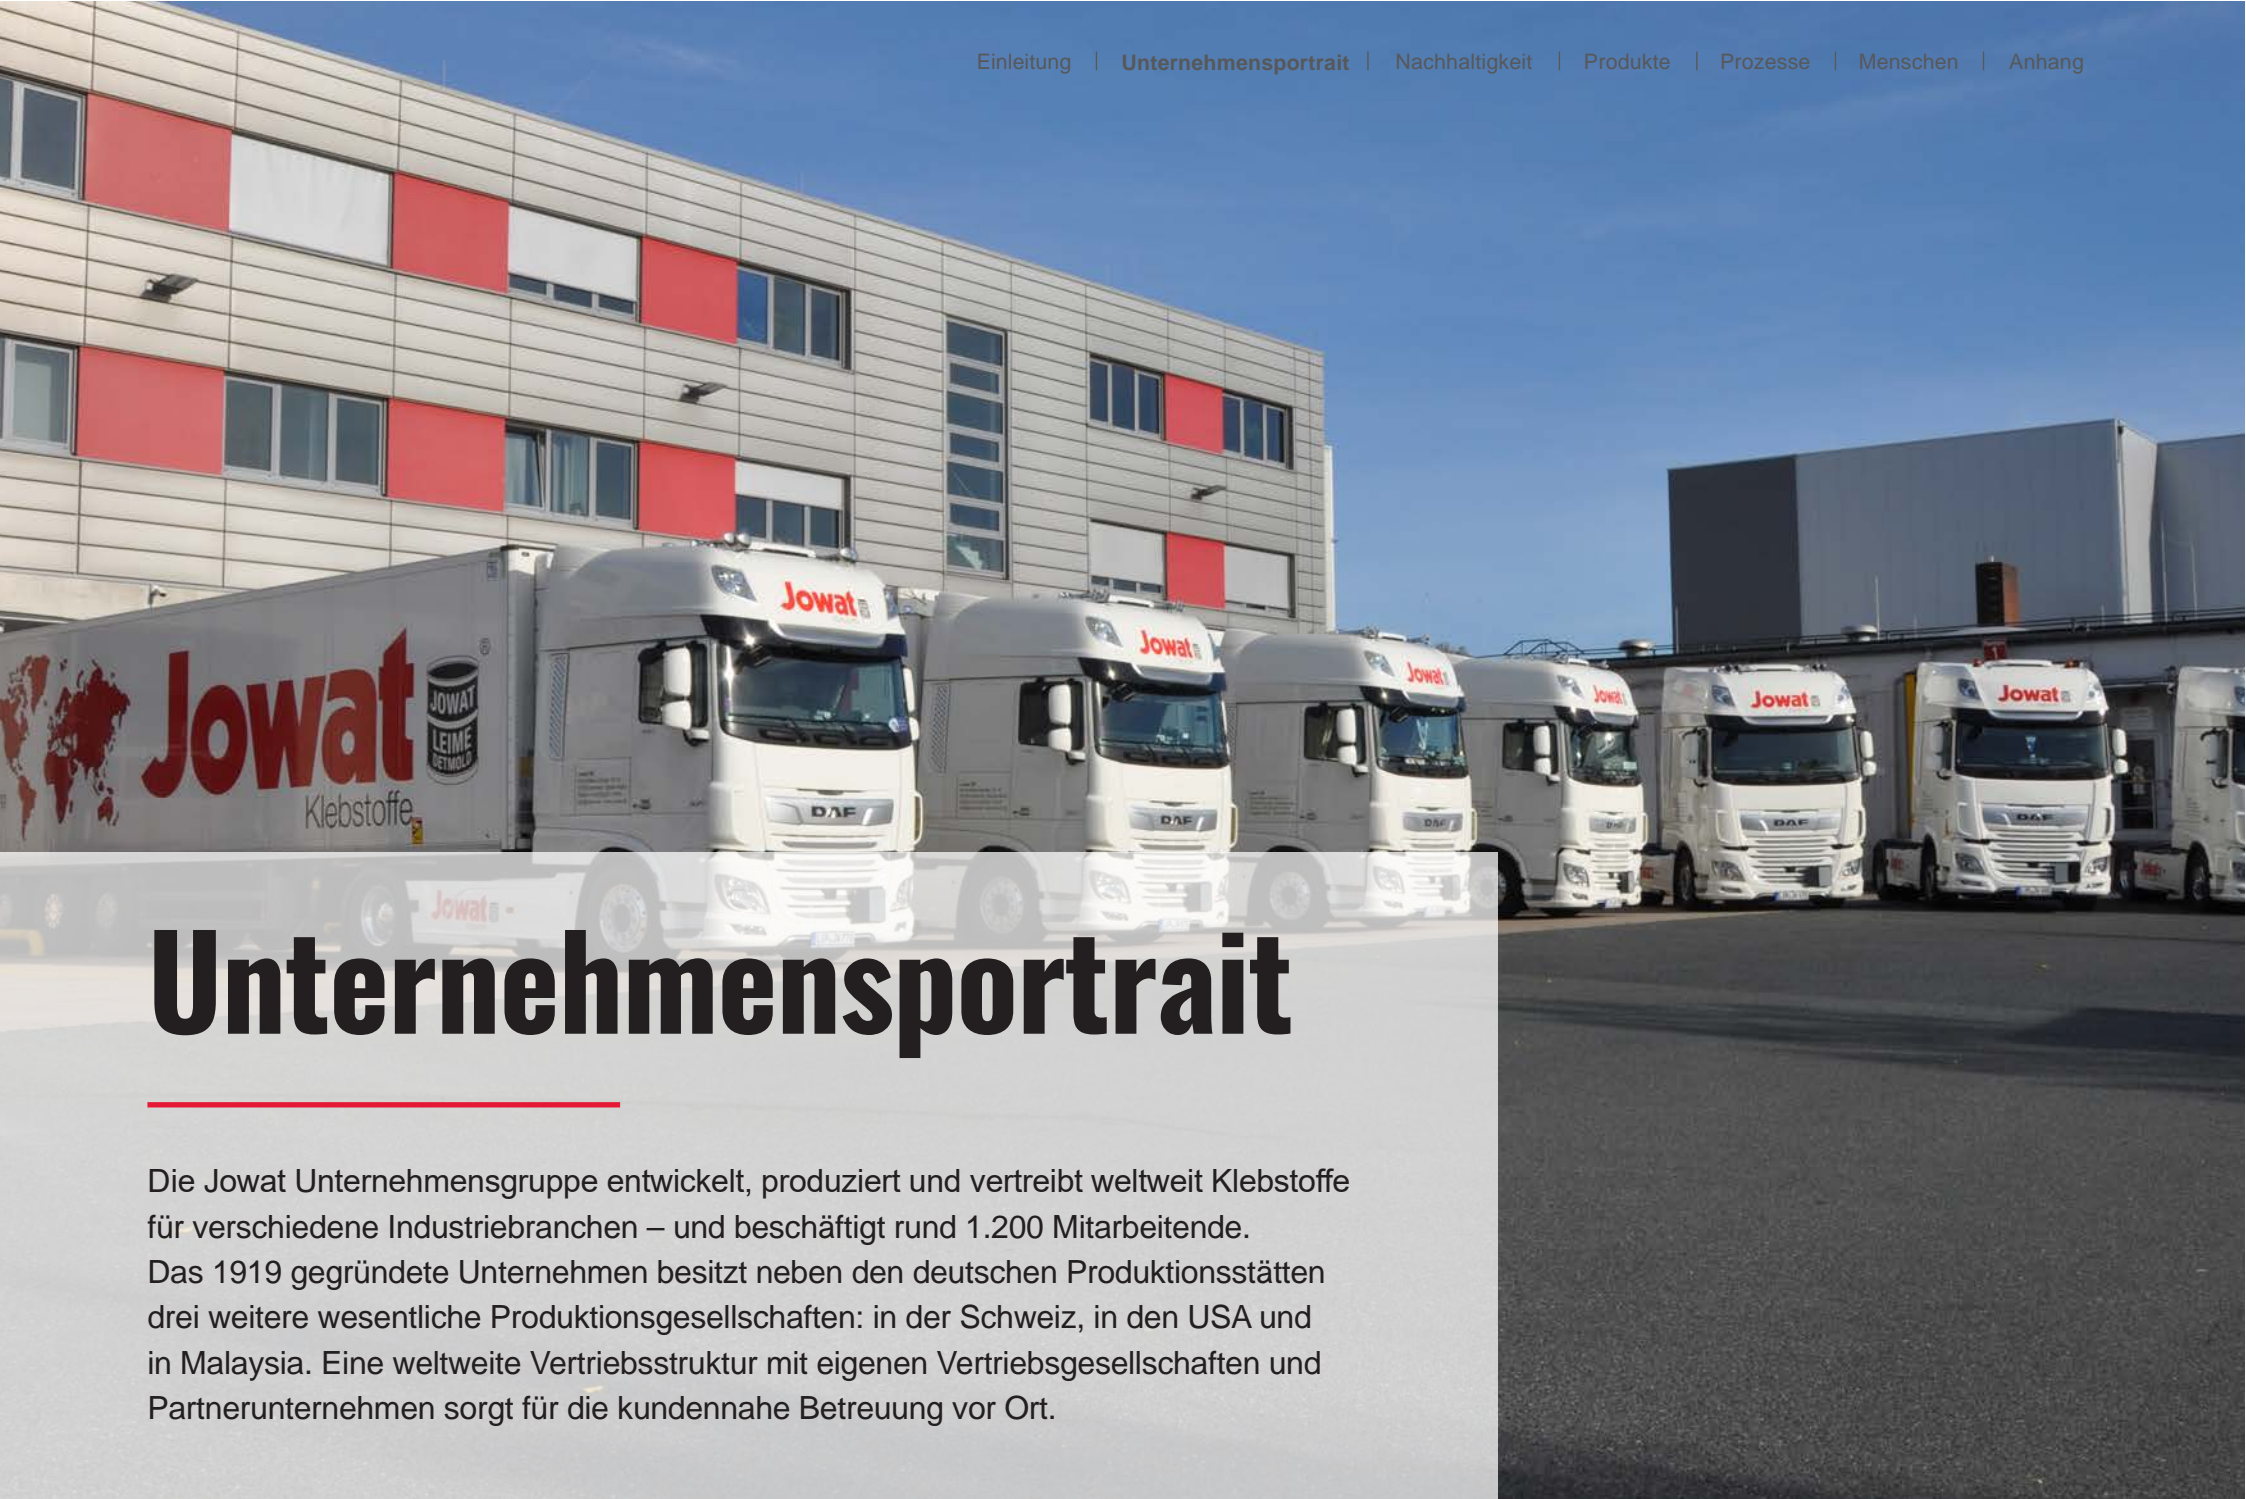 Einleitung | Unternehmensportrait | Nachhaltigkeit | Produkte | Prozesse | Menschen | Anhang
Jowat
Jowat
Jowat
Jowat
Jowat
Jowat
Jowat ®
Klebstoffe
JOWAT
LEIME
DETMOLD
1
DAF
DAF
DAF
DAF
DAF
DAF
Jowat
Unternehmensportrait
Die Jowat Unternehmensgruppe entwickelt, produziert und vertreibt weltweit Klebstoffe
für verschiedene Industriebranchen – und beschäftigt rund 1.200 Mitarbeitende.
Das 1919 gegründete Unternehmen besitzt neben den deutschen Produktionsstätten
drei weitere wesentliche Produktionsgesellschaften: in der Schweiz, in den USA und
in Malaysia. Eine weltweite Vertriebsstruktur mit eigenen Vertriebsgesellschaften und
Partnerunternehmen sorgt für die kundennahe Betreuung vor Ort.